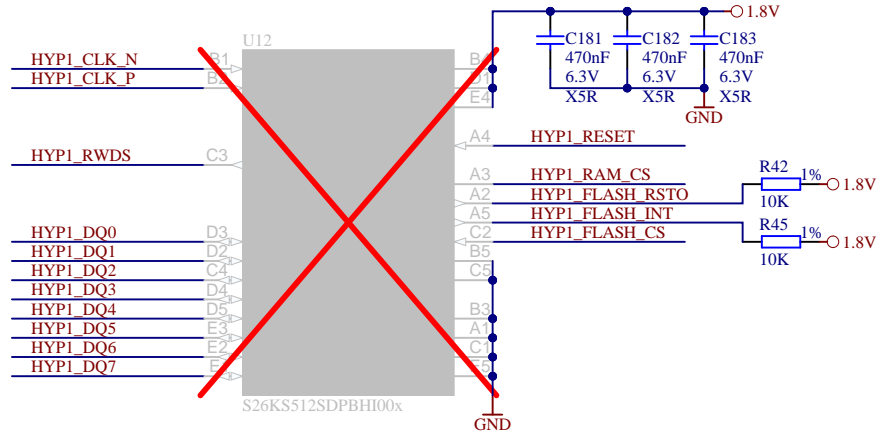 U12
1.8V
C181
470nF
6.3V
X5R
C182
470nF
6.3V
X5R
C183
470nF
6.3V
X5R
GND
HYP1_CLK_N B1
HYP1_CLK_P B2
HYP1_RWDS C3
HYP1_DQ0 D3
HYP1_DQ1 D2
HYP1_DQ2 C4
HYP1_DQ3 D4
HYP1_DQ4 D5
HYP1_DQ5 E3
HYP1_DQ6 E2
HYP1_DQ7
B4
D1
E4
A4 HYP1_RESET
A3 HYP1_RAM_CS
A2 HYP1_FLASH_RSTO
A5 HYP1_FLASH_INT
C2 HYP1_FLASH_CS
B5
C5
B3
A1
C1
E5
R42
1%
10K
1.8V
R45
1%
10K
1.8V
GND
S26KS512SDPBHI00x